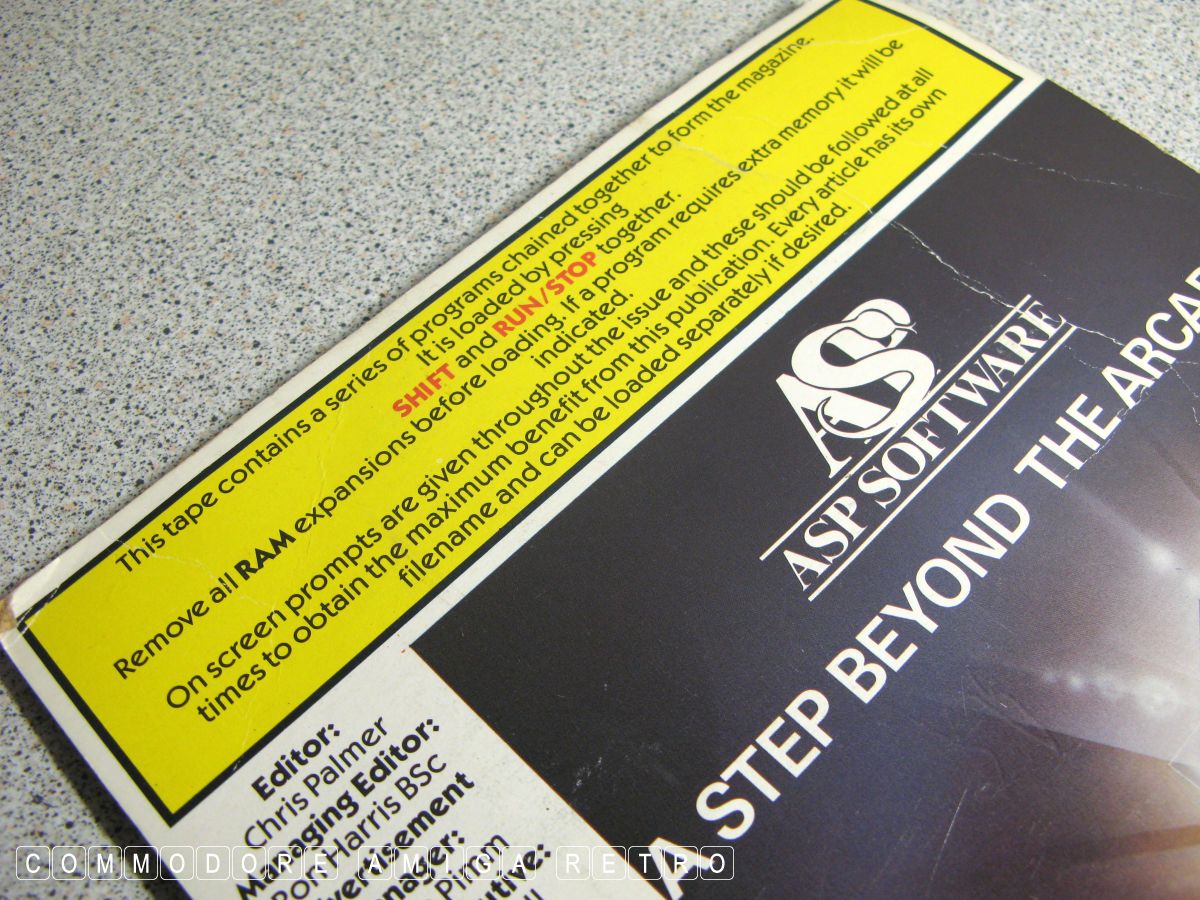 This tape contains a series of programs chained together to form the magazine.
It is loaded by pressing
SHIFT and RUN/STOP together.
Remove all RAM expansions before loading. If a program requires extra memory it will be
indicated.
On screen prompts are given throughout the issue and these should be followed at all
times to obtain the maximum benefit from this publication. Every article has its own
filename and can be loaded separately if desired.
Editor:
Chris Palmer
Managing Editor:
Ron Harris BSc
ASP SOFTWARE
A STEP BEYOND THE
COMMODORE AMIGA RETRO